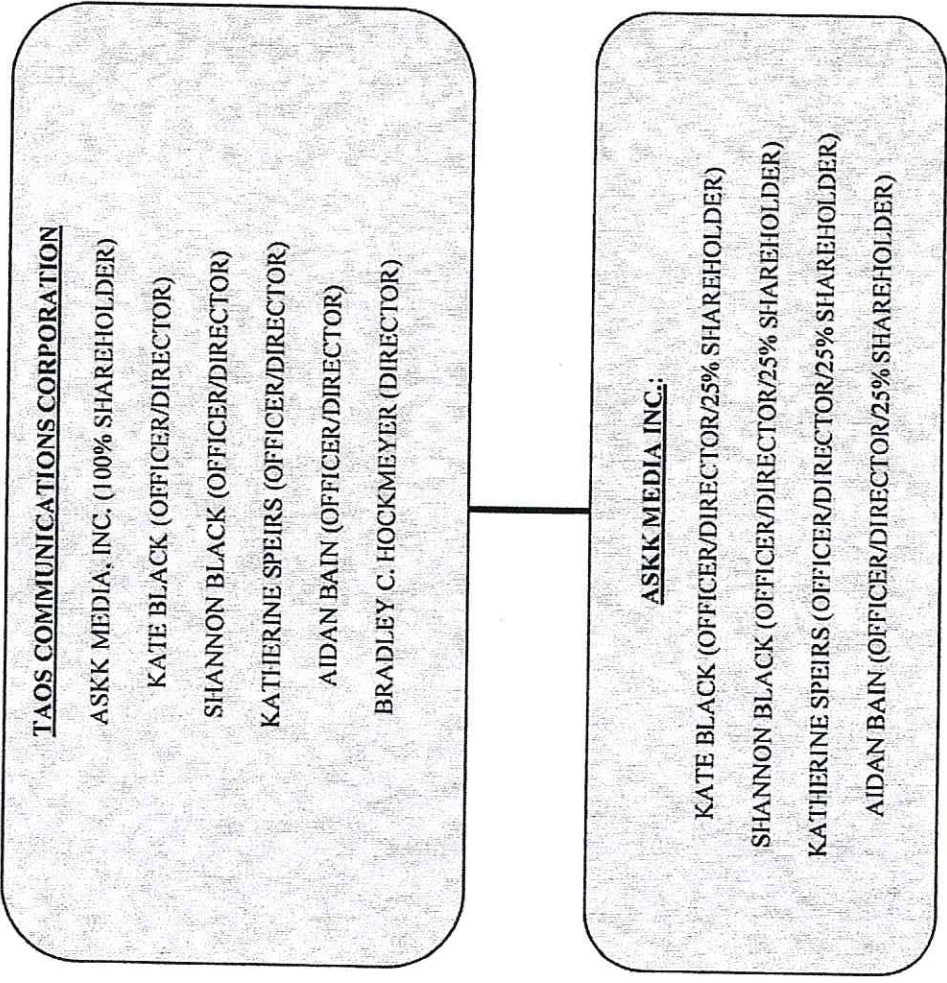 TAOS COMMUNICATIONS CORPORATION
ASKK MEDIA, INC. (100% SHAREHOLDER)
KATE BLACK (OFFICER/DIRECTOR)
SHANNON BLACK (OFFICER/DIRECTOR)
KATHERINE SPEIRS (OFFICER/DIRECTOR)
AIDAN BAIN (OFFICER/DIRECTOR)
BRADLEY C. HOCKMEYER (DIRECTOR)
ASKK MEDIA INC.:
KATE BLACK (OFFICER/DIRECTOR/25% SHAREHOLDER)
SHANNON BLACK (OFFICER/DIRECTOR/25% SHAREHOLDER)
KATHERINE SPEIRS (OFFICER/DIRECTOR/25% SHAREHOLDER)
AIDAN BAIN (OFFICER/DIRECTOR/25% SHAREHOLDER)